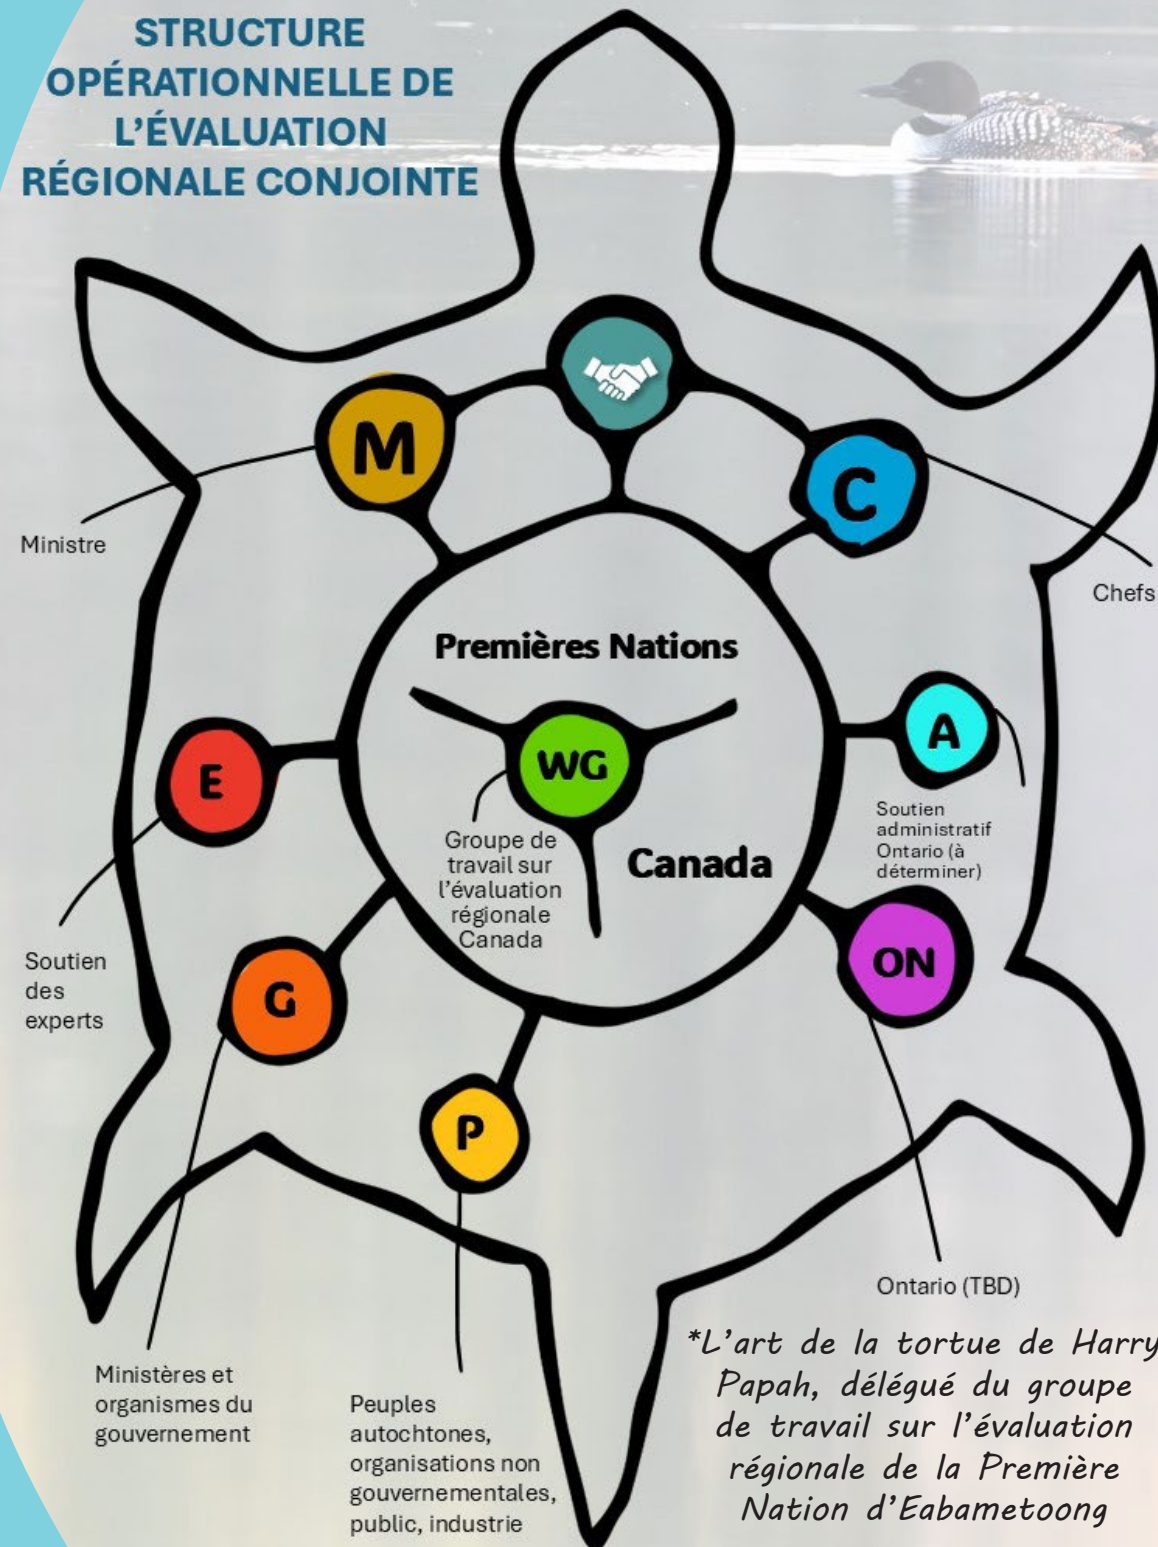 STRUCTURE
OPÉRATIONNELLE DE
L'ÉVALUATION
RÉGIONALE CONJOINTE
M
C
Ministre
Chefs
Premières Nations
WG
A
E
Groupe de
travail sur
l'évaluation
régionale
Canada
Canada
Soutien
administratif
Ontario (à
déterminer)
ON
Soutien
des
experts
G
P
Ontario (TBD)
Ministères et
organismes du
gouvernement
Peuples
autochtones,
organisations non
gouvernementales,
public, industrie
*L'art de la tortue de Harry
Papah, délégué du groupe
de travail sur l'évaluation
régionale de la Première
Nation d'Eabametoong